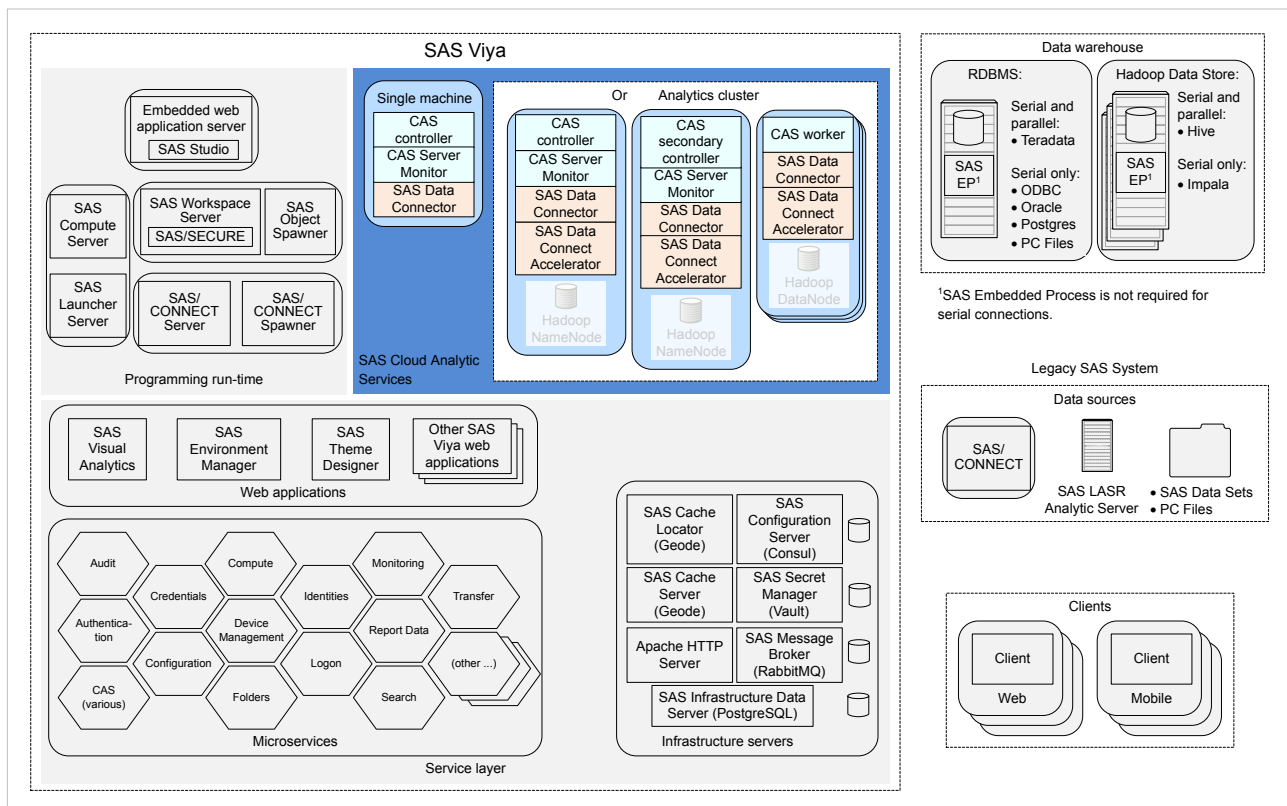 SAS Viya
Embedded web
application server
SAS Studio
SAS
Compute
Server
SAS Workspace
Server
SAS/SECURE
SAS
Object
Spawner
SAS
Launcher
Server
SAS/
CONNECT
Server
SAS/
CONNECT
Spawner
Programming run-time
Single machine
CAS
controller
CAS Server
Monitor
SAS Data
Connector
SAS Cloud Analytic
Services
Or
Analytics cluster
CAS
controller
CAS Server
Monitor
SAS Data
Connector
SAS Data
Connect
Accelerator
Hadoop
NameNode
CAS
secondary
controller
CAS Server
Monitor
SAS Data
Connector
SAS Data
Connect
Accelerator
Hadoop
NameNode
CAS worker
SAS Data
Connector
SAS Data
Connect
Accelerator
Hadoop
DataNode
SAS
Visual
Analytics
SAS
Environment
Manager
SAS
Theme
Designer
Other SAS
Viya web
applications
Web applications
Audit
Compute
Monitoring
Credentials
Identities
Transfer
Authentica-
tion
Device
Management
Report Data
Configuration
Logon
(other ...)
CAS
(various)
Folders
Search
Microservices
SAS Cache
Locator
(Geode)
SAS
Configuration
Server
(Consul)
SAS Cache
Server
(Geode)
SAS Secret
Manager
(Vault)
Apache HTTP
Server
SAS Message
Broker
(RabbitMQ)
SAS Infrastructure Data
Server (PostgreSQL)
Infrastructure servers
Service layer
Data warehouse
RDBMS:
SAS
EP1
Serial and
parallel:
• Teradata
Serial only:
• ODBC
• Oracle
• Postgres
• PC Files
Hadoop Data Store:
SAS
EP1
Serial and
parallel:
• Hive
Serial only:
• Impala
1SAS Embedded Process is not required for
serial connections.
Legacy SAS System
Data sources
SAS/
CONNECT
SAS LASR
Analytic Server
• SAS Data Sets
• PC Files
Clients
Client
Web
Client
Mobile